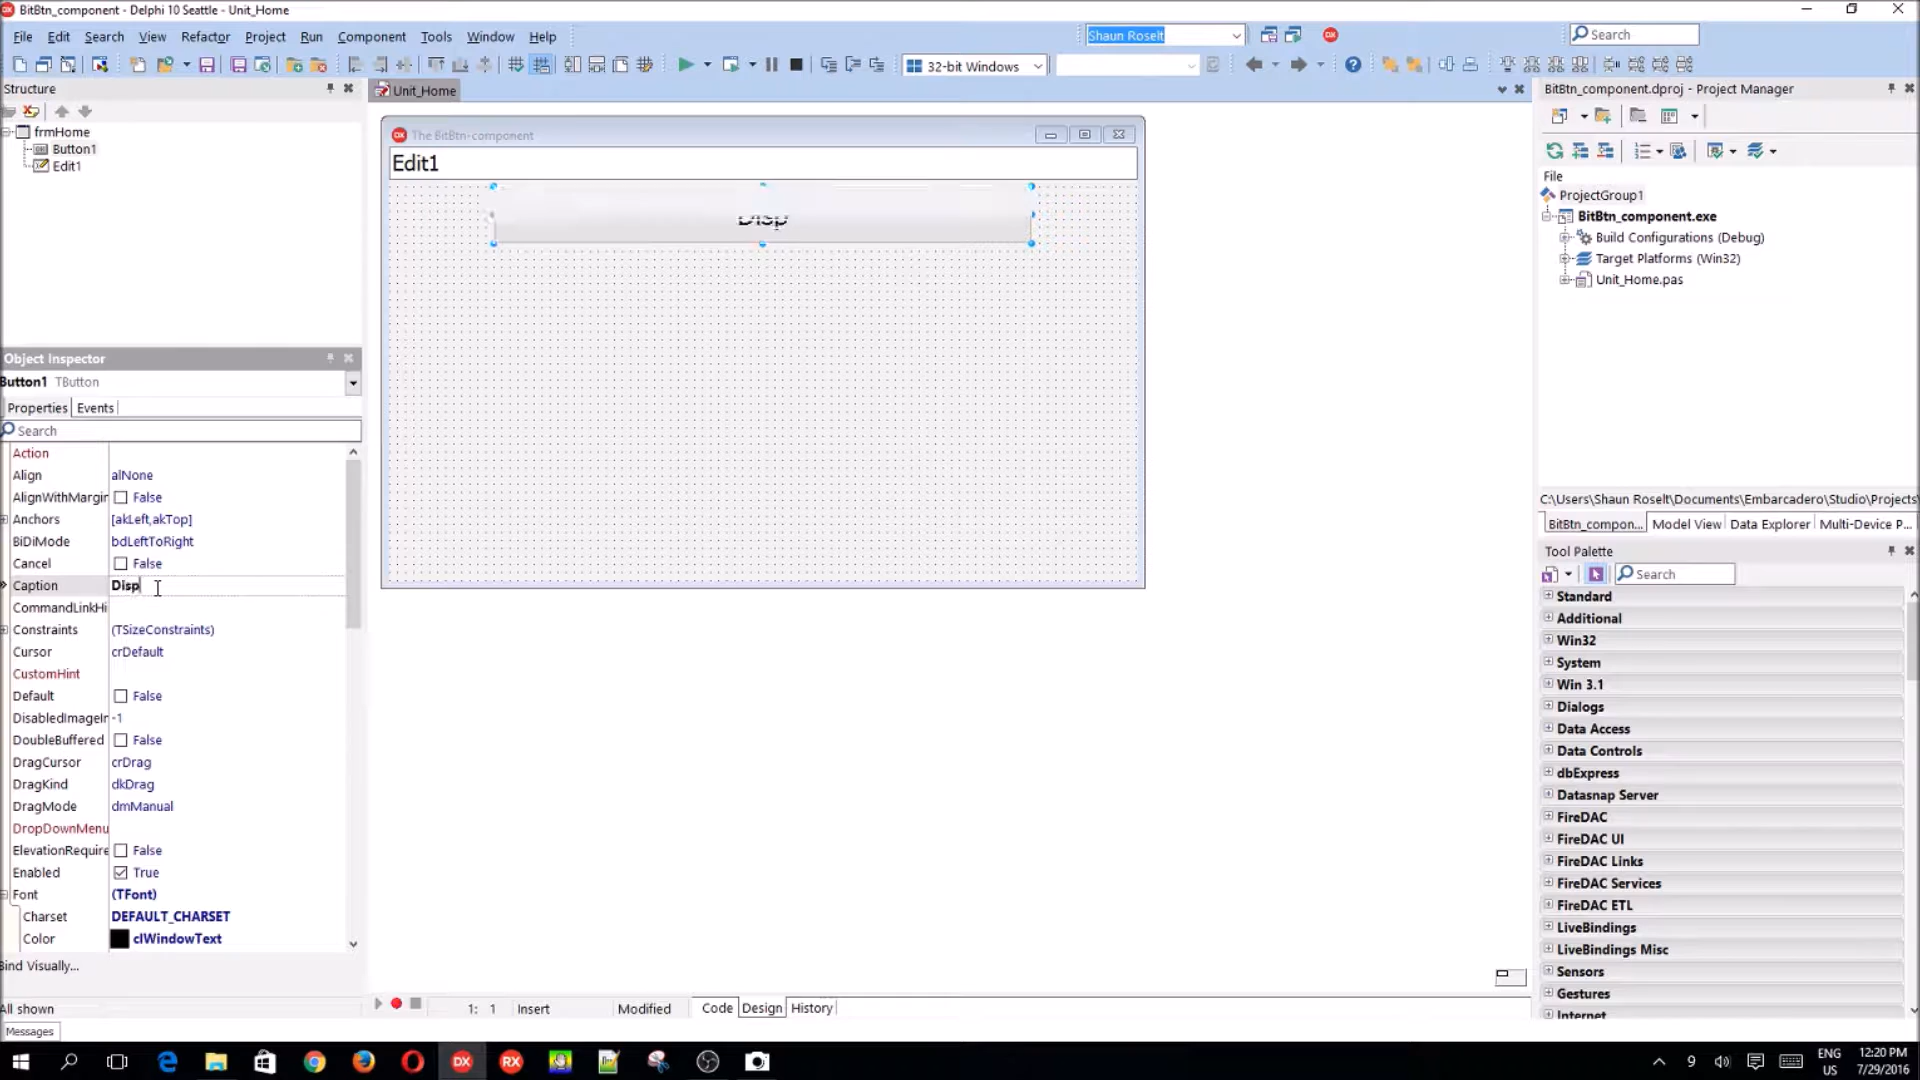 BitBtn_component - Delphi 10 Seattle - Unit_Home
File Edit Search View Refactor Project Run Component Tools Window Help
Shaun Roselt
Search
32-bit Windows
Structure
frmHome
Button1
Edit1
Unit_Home
The BitBtn-component
Edit1
Disp
Object Inspector
Button1 TButton
Properties Events
Search
Action
Align alNone
AlignWithMargin False
Anchors [akLeft,akTop]
BiDiMode bdLeftToRight
Cancel False
Caption Disp
CommandLinkHi
Constraints (TSizeConstraints)
Cursor crDefault
CustomHint
Default False
DisabledImageIr -1
DoubleBuffered False
DragCursor crDrag
DragKind dkDrag
DragMode dmManual
DropDownMenu
ElevationRequire False
Enabled True
Font (TFont)
Charset DEFAULT_CHARSET
Color clWindowText
Bind Visually...
All shown
Messages
1: 1 Insert Modified Code Design History
BitBtn_component.dproj - Project Manager
File
ProjectGroup1
BitBtn_component.exe
Build Configurations (Debug)
Target Platforms (Win32)
Unit_Home.pas
C:\Users\Shaun Roselt\Documents\Embarcadero\Studio\Projects\
BitBtn_compon... Model View Data Explorer Multi-Device P...
Tool Palette
Search
Standard
Additional
Win32
System
Win 3.1
Dialogs
Data Access
Data Controls
dbExpress
Datasnap Server
FireDAC
FireDAC UI
FireDAC Links
FireDAC Services
FireDAC ETL
LiveBindings
LiveBindings Misc
Sensors
Gestures
Internet
DX RX
9
ENG
US
12:20 PM
7/29/2016